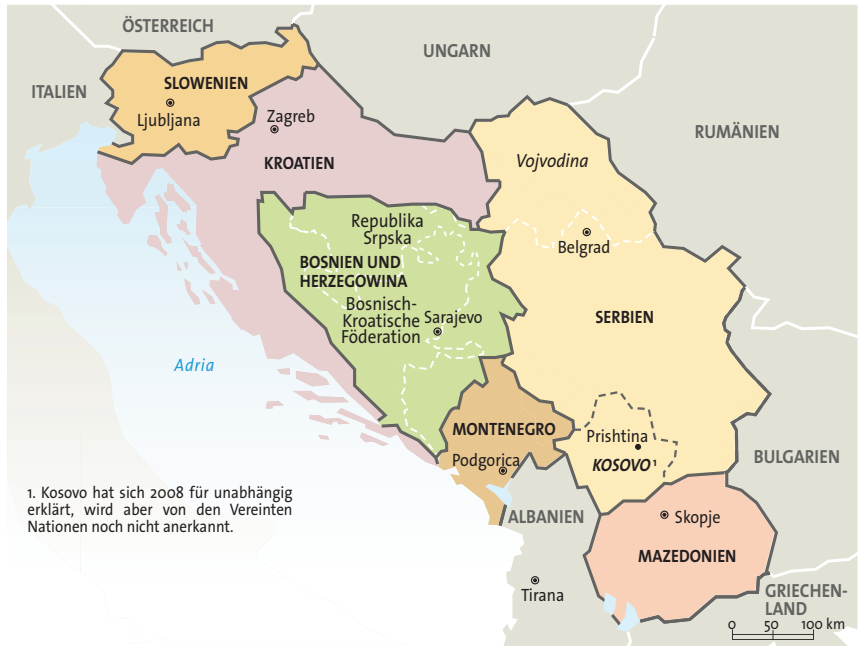 ÖSTERREICH
UNGARN
ITALIEN
SLOWENIEN
Ljubljana
Zagreb
RUMÄNIEN
KROATIEN
Vojvodina
Republika
Srpska
Belgrad
BOSNIEN UND
HERZEGOWINA
Bosnisch-
Kroatische
Föderation
Sarajevo
SERBIEN
Adria
MONTENEGRO
Prishtina
KOSOVO¹
Podgorica
BULGARIEN
1. Kosovo hat sich 2008 für unabhängig
erklärt, wird aber von den Vereinten
Nationen noch nicht anerkannt.
ALBANIEN
Skopje
MAZEDONIEN
Tirana
GRIECHEN-
LAND
0 50 100 km